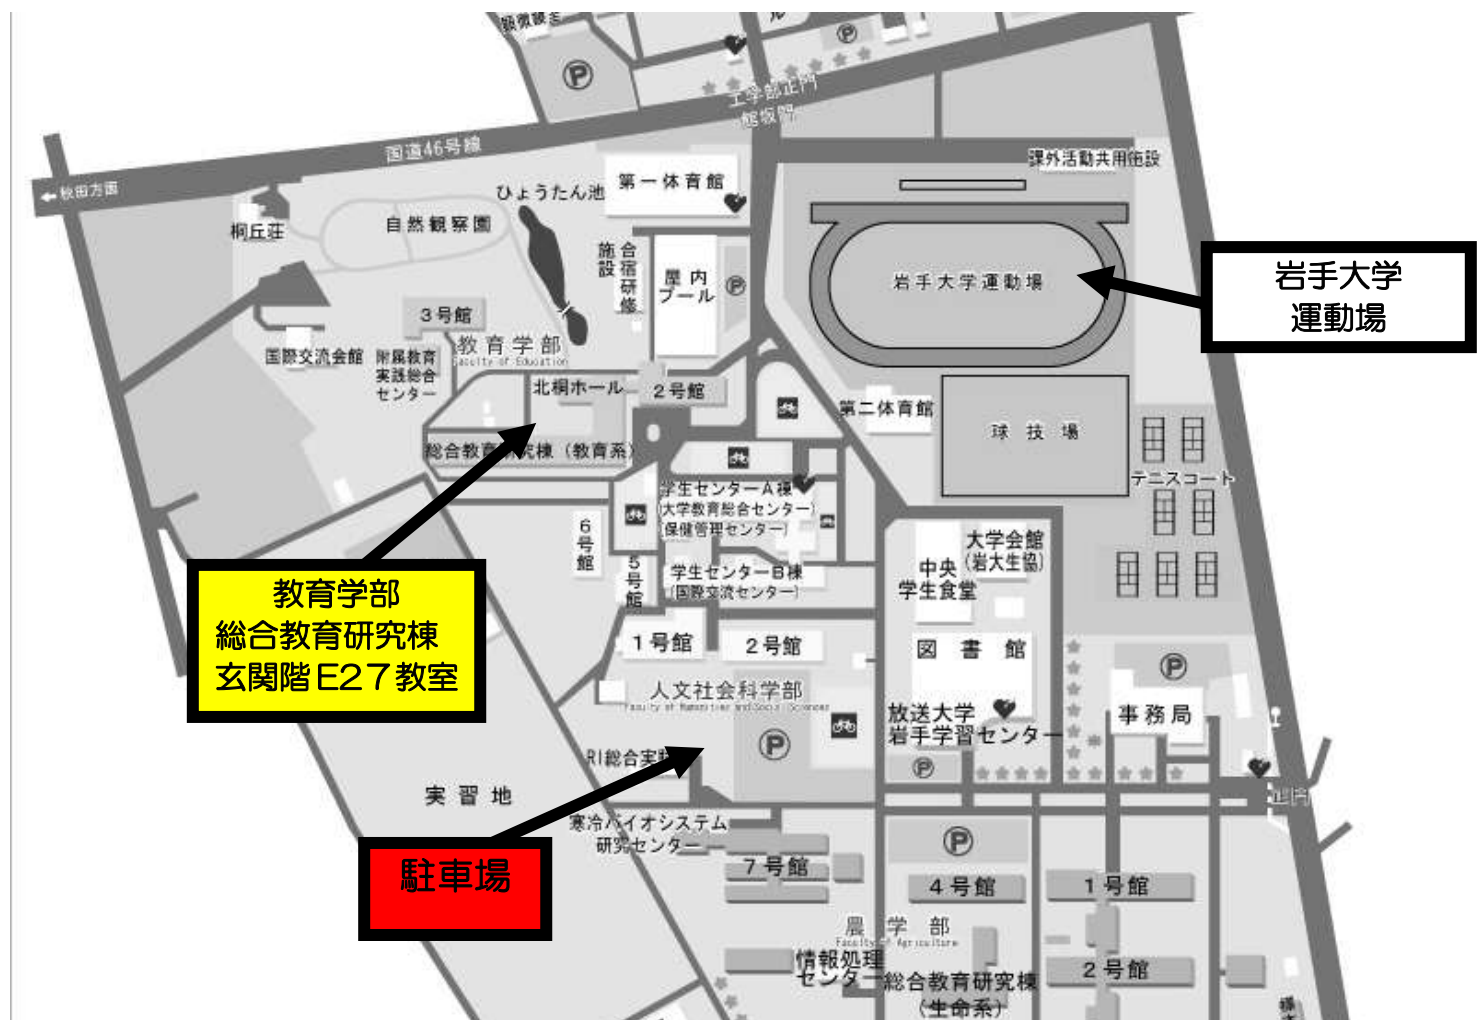 顕微鏡室
P
P
工学部正門
館坂門
国道46号線
←秋田方面
課外活動共用施設
第一体育館
ひょうたん池
自然観察園
桐丘荘
合宿研修
施設
屋内
プール
P
岩手大学運動場
岩手大学
運動場
3号館
教育学部
Faculty of Education
国際交流会館
附属教育
実践総合
センター
北桐ホール
2号館
第二体育館
球技場
総合教育研究棟（教育系）
テニスコート
学生センターA棟
(大学教育総合センター)
(保健管理センター)
6号館
5号館
学生センターB棟
(国際交流センター)
大学会館
(岩大生協)
中央
学生食堂
教育学部
総合教育研究棟
玄関階E27教室
1号館
2号館
図書館
P
人文社会科学部
Faculty of Humanities and Social Sciences
放送大学
岩手学習センター
事務局
P
P
RI総合実
実習地
正門
寒冷バイオシステム
研究センター
駐車場
7号館
P
4号館
1号館
農学部
Faculty of Agriculture
情報処理
センター
総合教育研究棟
(生命系)
2号館